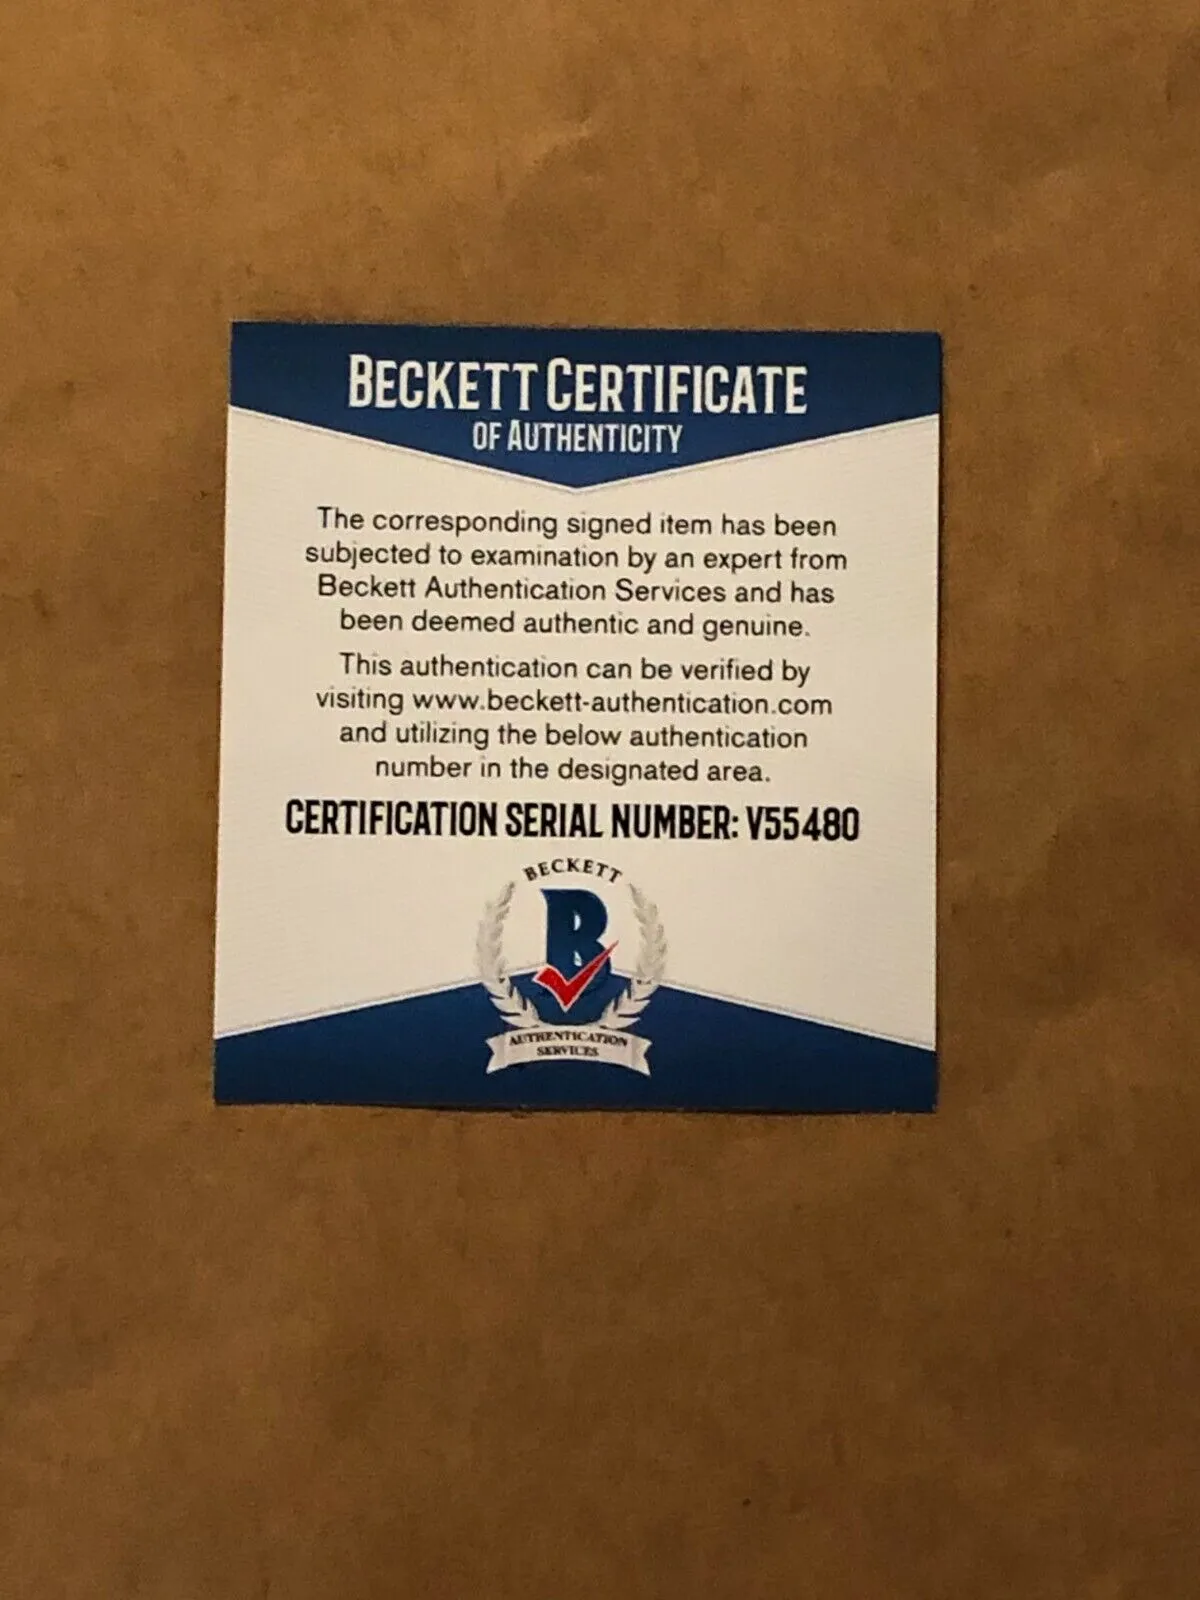 BECKETT CERTIFICATE
OF AUTHENTICITY
The corresponding signed item has been
subjected to examination by an expert from
Beckett Authentication Services and has
been deemed authentic and genuine.
This authentication can be verified by
visiting www.beckett-authentication.com
and utilizing the below authentication
number in the designated area.
CERTIFICATION SERIAL NUMBER: V55480
BECKETT
B
AUTHENTICATION
SERVICES